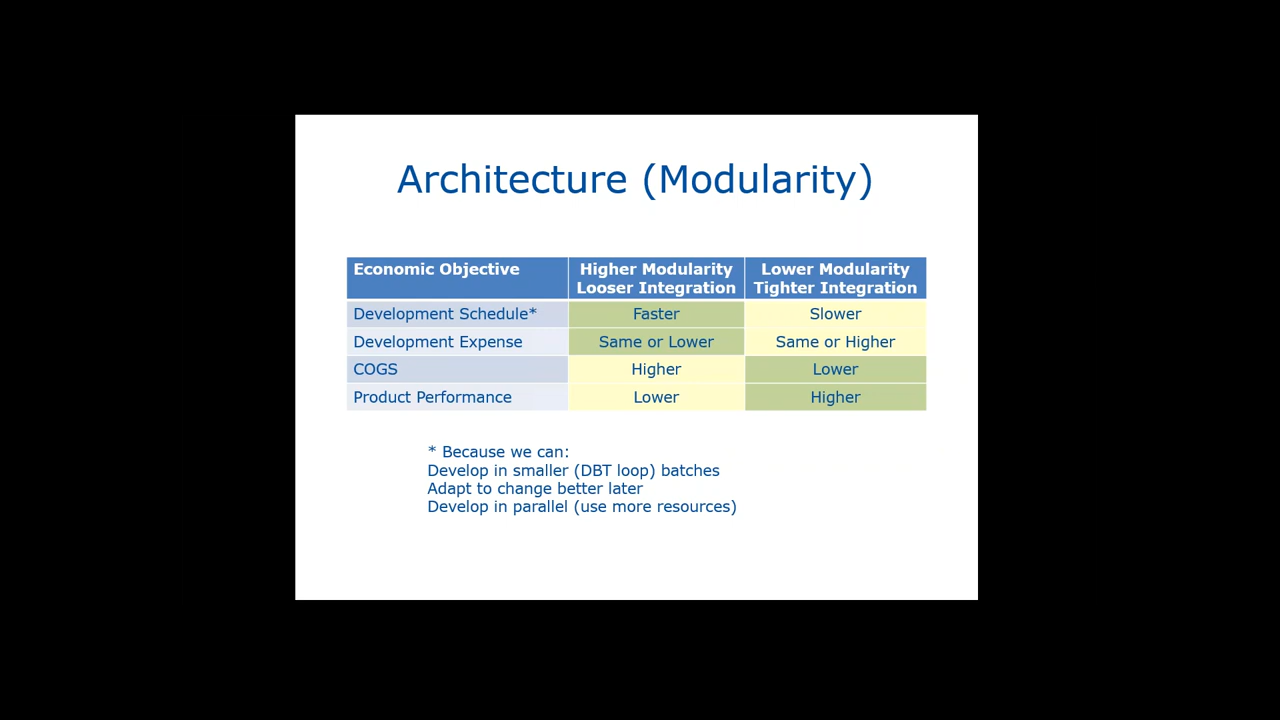 Architecture (Modularity)
Economic Objective
Higher Modularity
Looser Integration
Lower Modularity
Tighter Integration
Development Schedule* Faster Slower
Development Expense Same or Lower Same or Higher
COGS Higher Lower
Product Performance Lower Higher
* Because we can:
Develop in smaller (DBT loop) batches
Adapt to change better later
Develop in parallel (use more resources)